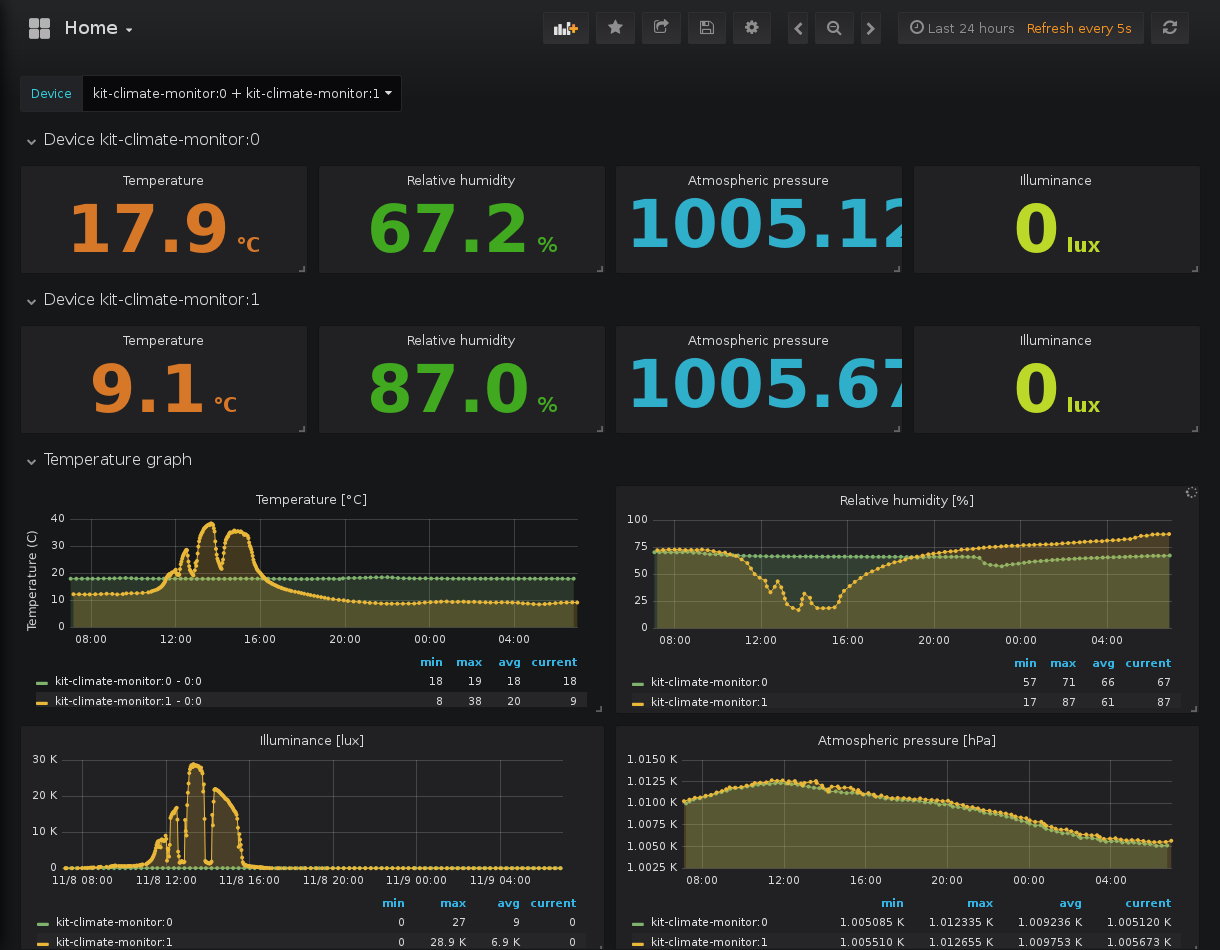 Home
Last 24 hours Refresh every 5s
Device kit-climate-monitor:0 + kit-climate-monitor:1
Device kit-climate-monitor:0
Temperature Relative humidity Atmospheric pressure Illuminance
17.9 °C 67.2 % 1005.12 0 lux
Device kit-climate-monitor:1
Temperature Relative humidity Atmospheric pressure Illuminance
9.1 °C 87.0 % 1005.67 0 lux
Temperature graph
Temperature [°C]
Temperature (C)
40
30
20
10
0
08:00 12:00 16:00 20:00 00:00 04:00
min max avg current
kit-climate-monitor:0 - 0:0 18 19 18 18
kit-climate-monitor:1 - 0:0 8 38 20 9
Relative humidity [%]
100
75
50
25
0
08:00 12:00 16:00 20:00 00:00 04:00
min max avg current
kit-climate-monitor:0 57 71 66 67
kit-climate-monitor:1 17 87 61 87
Illuminance [lux]
30 K
20 K
10 K
0
11/8 08:00 11/8 12:00 11/8 16:00 11/8 20:00 11/9 00:00 11/9 04:00
min max avg current
kit-climate-monitor:0 0 27 9 0
kit-climate-monitor:1 0 28.9 K 6.9 K 0
Atmospheric pressure [hPa]
1.0150 K
1.0125 K
1.0100 K
1.0075 K
1.0050 K
1.0025 K
08:00 12:00 16:00 20:00 00:00 04:00
min max avg current
kit-climate-monitor:0 1.005085 K 1.012335 K 1.009236 K 1.005120 K
kit-climate-monitor:1 1.005510 K 1.012655 K 1.009753 K 1.005673 K